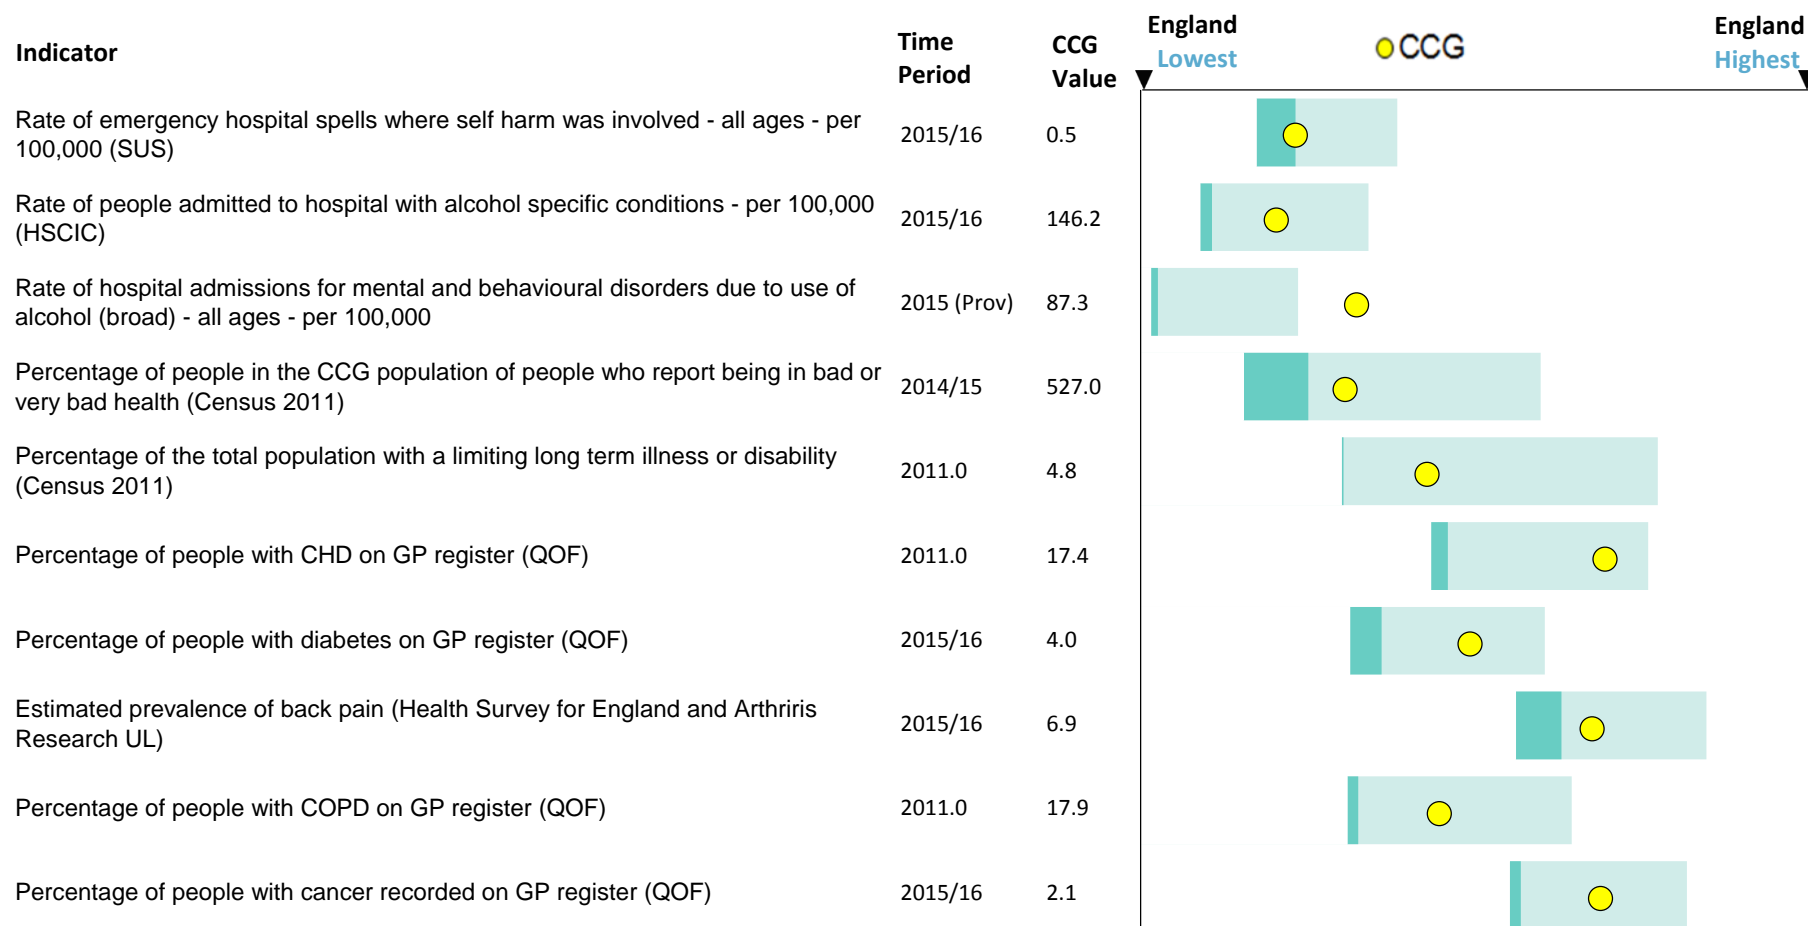 Indicator
Time
Period
CCG
Value
England
Lowest
CCG
England
Highest
Rate of emergency hospital spells where self harm was involved - all ages - per
100,000 (SUS)
2015/16
0.5
Rate of people admitted to hospital with alcohol specific conditions - per 100,000
(HSCIC)
2015/16
146.2
Rate of hospital admissions for mental and behavioural disorders due to use of
alcohol (broad) - all ages - per 100,000
2015 (Prov)
87.3
Percentage of people in the CCG population of people who report being in bad or
very bad health (Census 2011)
2014/15
527.0
Percentage of the total population with a limiting long term illness or disability
(Census 2011)
2011.0
4.8
Percentage of people with CHD on GP register (QOF)
2011.0
17.4
Percentage of people with diabetes on GP register (QOF)
2015/16
4.0
Estimated prevalence of back pain (Health Survey for England and Arthriris
Research UL)
2015/16
6.9
Percentage of people with COPD on GP register (QOF)
2011.0
17.9
Percentage of people with cancer recorded on GP register (QOF)
2015/16
2.1